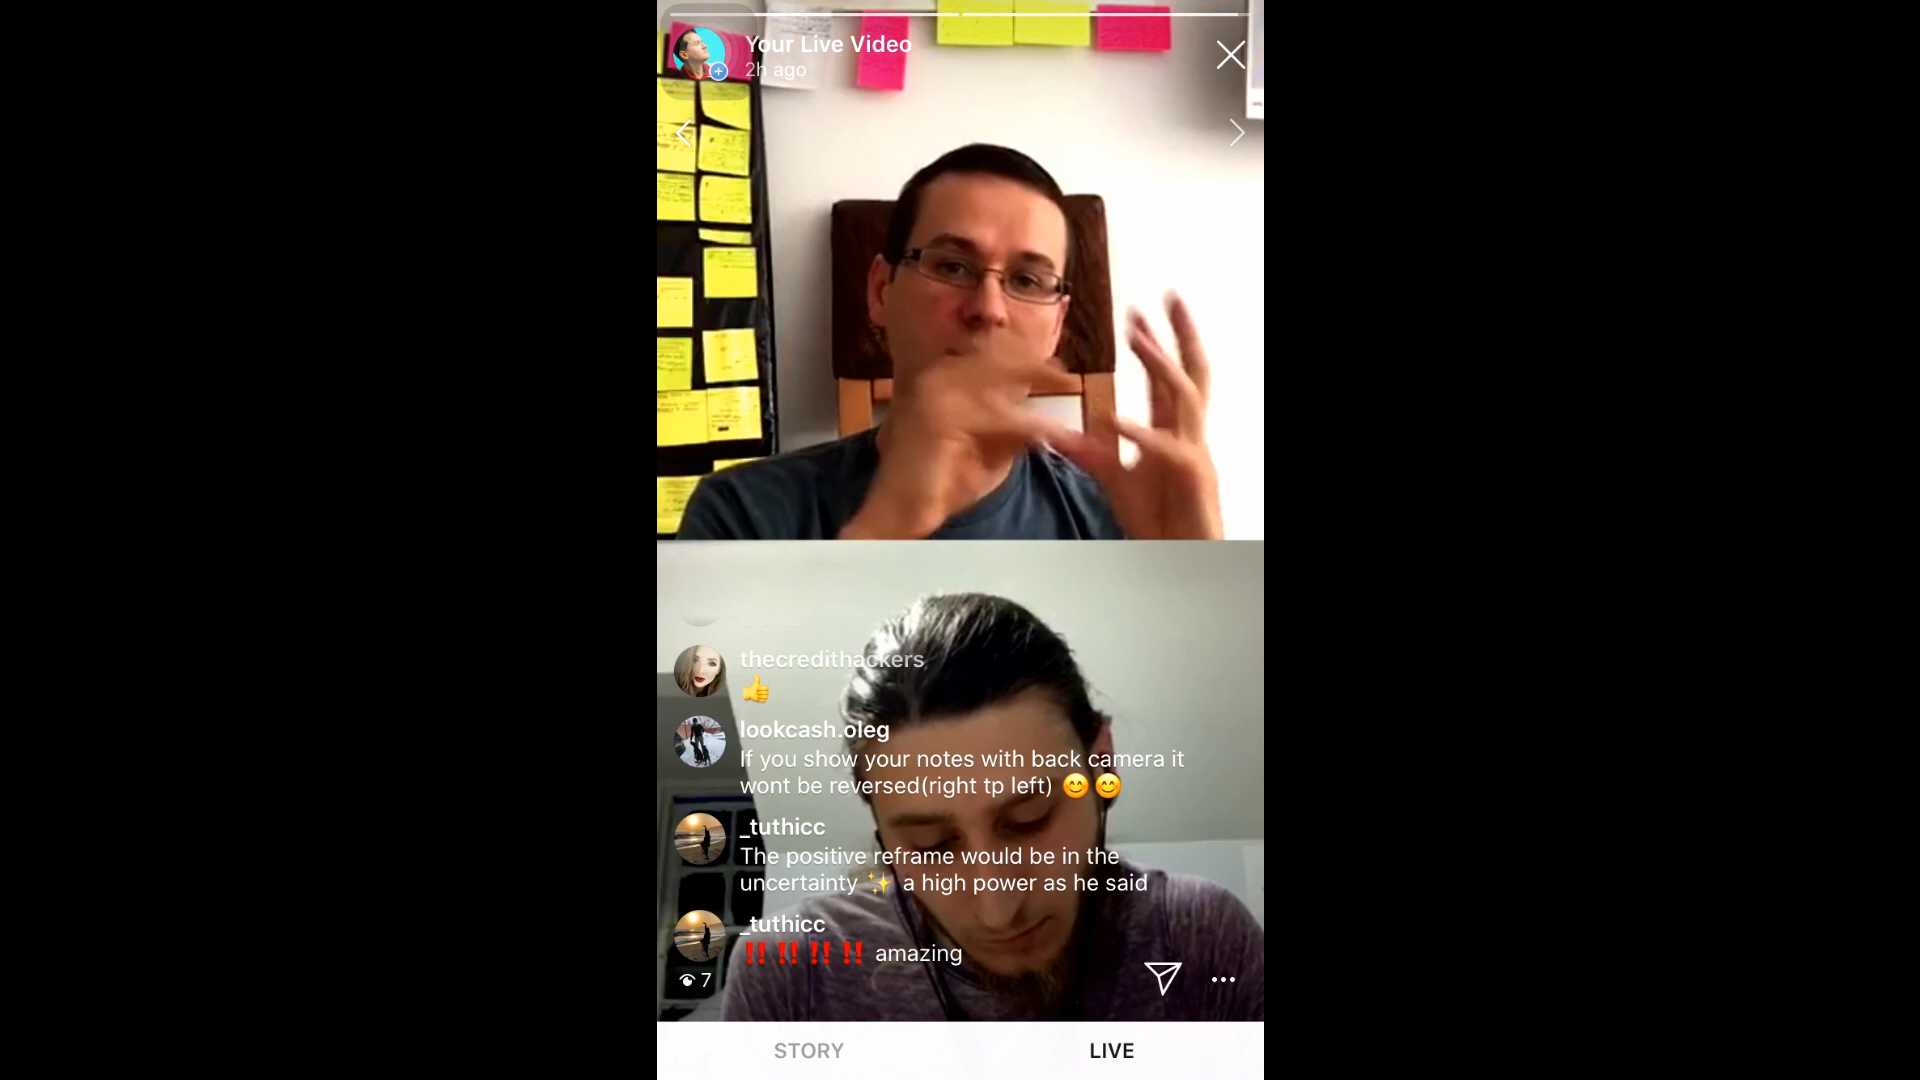 Your Live Video
2h ago
thecredithackers
👍
lookcash.oleg
If you show your notes with back camera it
wont be reversed(right tp left) 😊 😊
_tuthicc
The positive reframe would be in the
uncertainty ✨ a high power as he said
_tuthicc
‼️ ‼️ ‼️ ‼️ amazing
7
STORY
LIVE